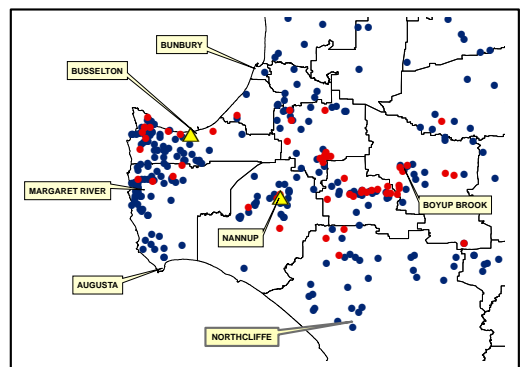 BUNBURY
BUSSELTON
MARGARET RIVER
BOYUP BROOK
NANNUP
AUGUSTA
NORTHCLIFFE